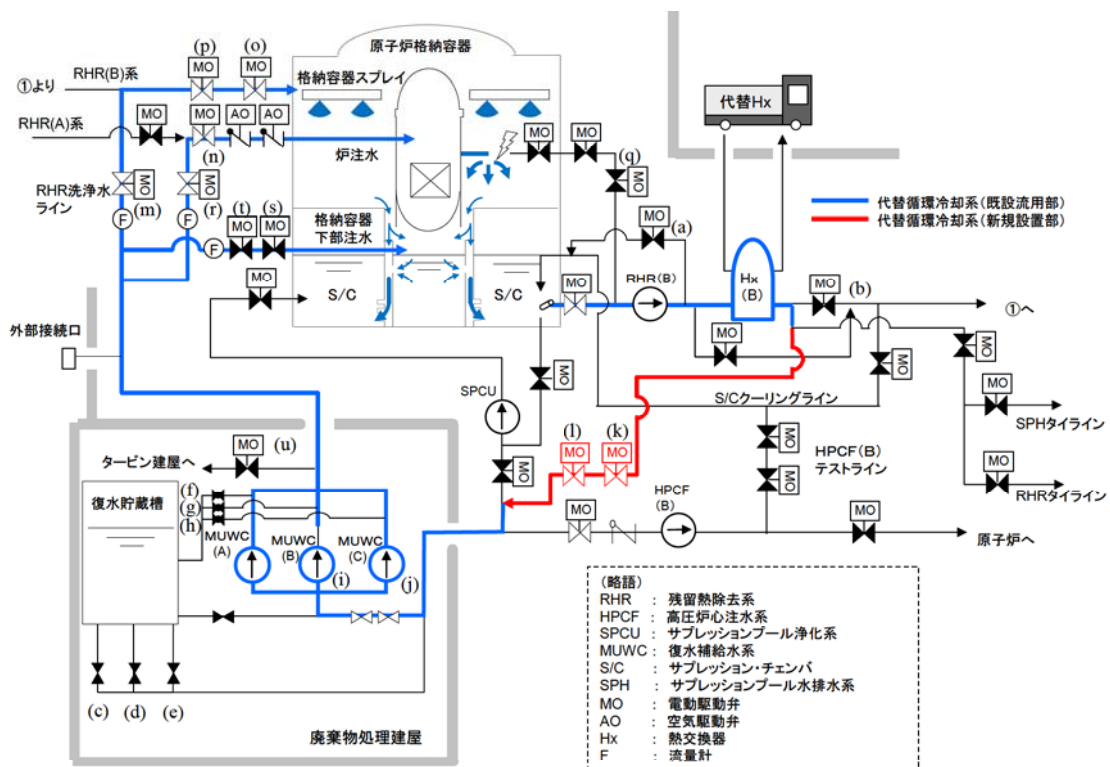 原子炉格納容器
(p)
(o)
MO
MO
RHR(B)系
①より
格納容器スプレイ
代替Hx
RHR(A)系
MO
MO
AO
AO
MO
MO
(q)
MO
(n)
炉注水
RHR洗浄水
ライン
MO
MO
(m)
(r)
F
F
代替循環冷却系(既設流用部)
代替循環冷却系(新規設置部)
(t)
(s)
MO
MO
格納容器
下部注水
F
MO
(a)
MO
S/C
S/C
MO
RHR(B)
Hx
(B)
MO
(b)
①へ
外部接続口
MO
MO
MO
MO
SPCU
S/Cクーリングライン
MO
SPHタイライン
(l)
(k)
MO
MO
MO
MO
HPCF(B)
テストライン
MO
MO
RHRタイライン
(u)
MO
タービン建屋へ
(f)
(g)
(h)
復水貯蔵槽
MUWC
(A)
MUWC
(B)
MUWC
(C)
(i)
(j)
MO
HPCF
(B)
MO
原子炉へ
(c)
(d)
(e)
廃棄物処理建屋
(略語)
RHR : 残留熱除去系
HPCF : 高圧炉心注水系
SPCU : サプレッションプール浄化系
MUWC : 復水補給水系
S/C : サプレッション・チェンバ
SPH : サプレッションプール水排水系
MO : 電動駆動弁
AO : 空気駆動弁
Hx : 熱交換器
F : 流量計